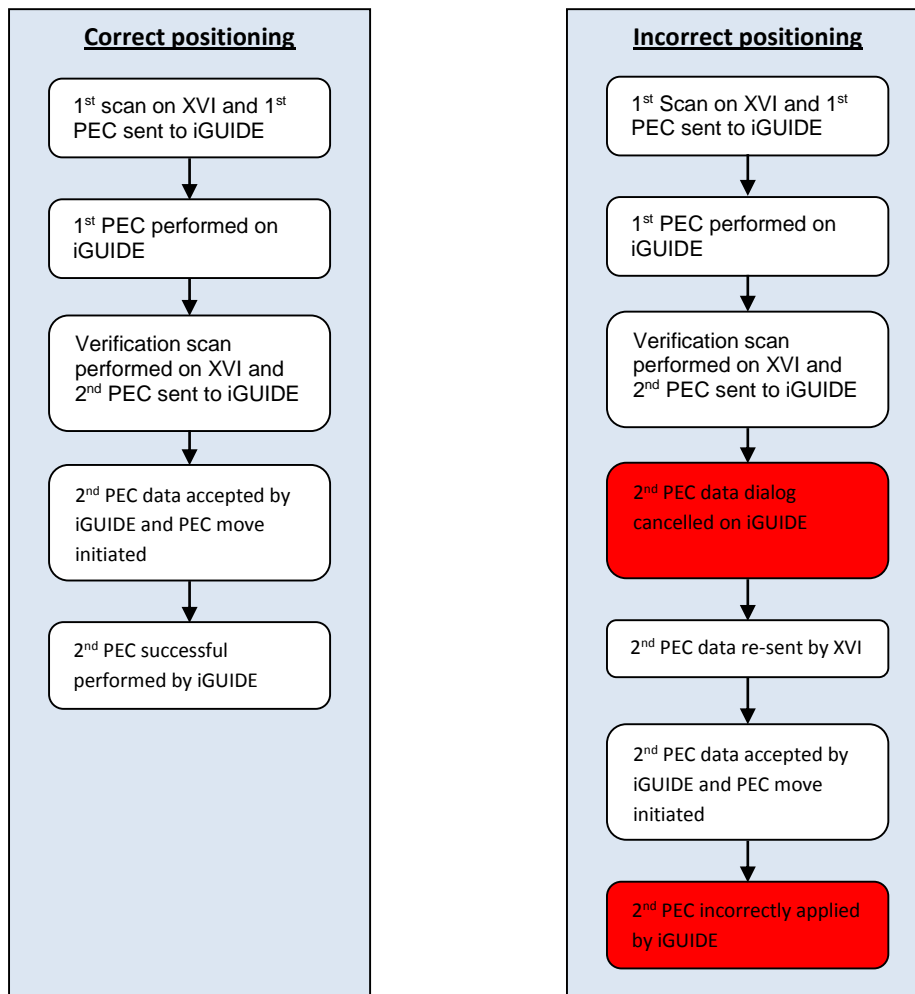 Correct positioning
1st scan on XVI and 1st
PEC sent to iGUIDE
1st PEC performed on
iGUIDE
Verification scan
performed on XVI and
2nd PEC sent to iGUIDE
2nd PEC data accepted by
iGUIDE and PEC move
initiated
2nd PEC successful
performed by iGUIDE
Incorrect positioning
1st Scan on XVI and 1st
PEC sent to iGUIDE
1st PEC performed on
iGUIDE
Verification scan
performed on XVI and
2nd PEC sent to iGUIDE
2nd PEC data dialog
cancelled on iGUIDE
2nd PEC data re-sent by XVI
2nd PEC data accepted by
iGUIDE and PEC move
initiated
2nd PEC incorrectly applied
by iGUIDE